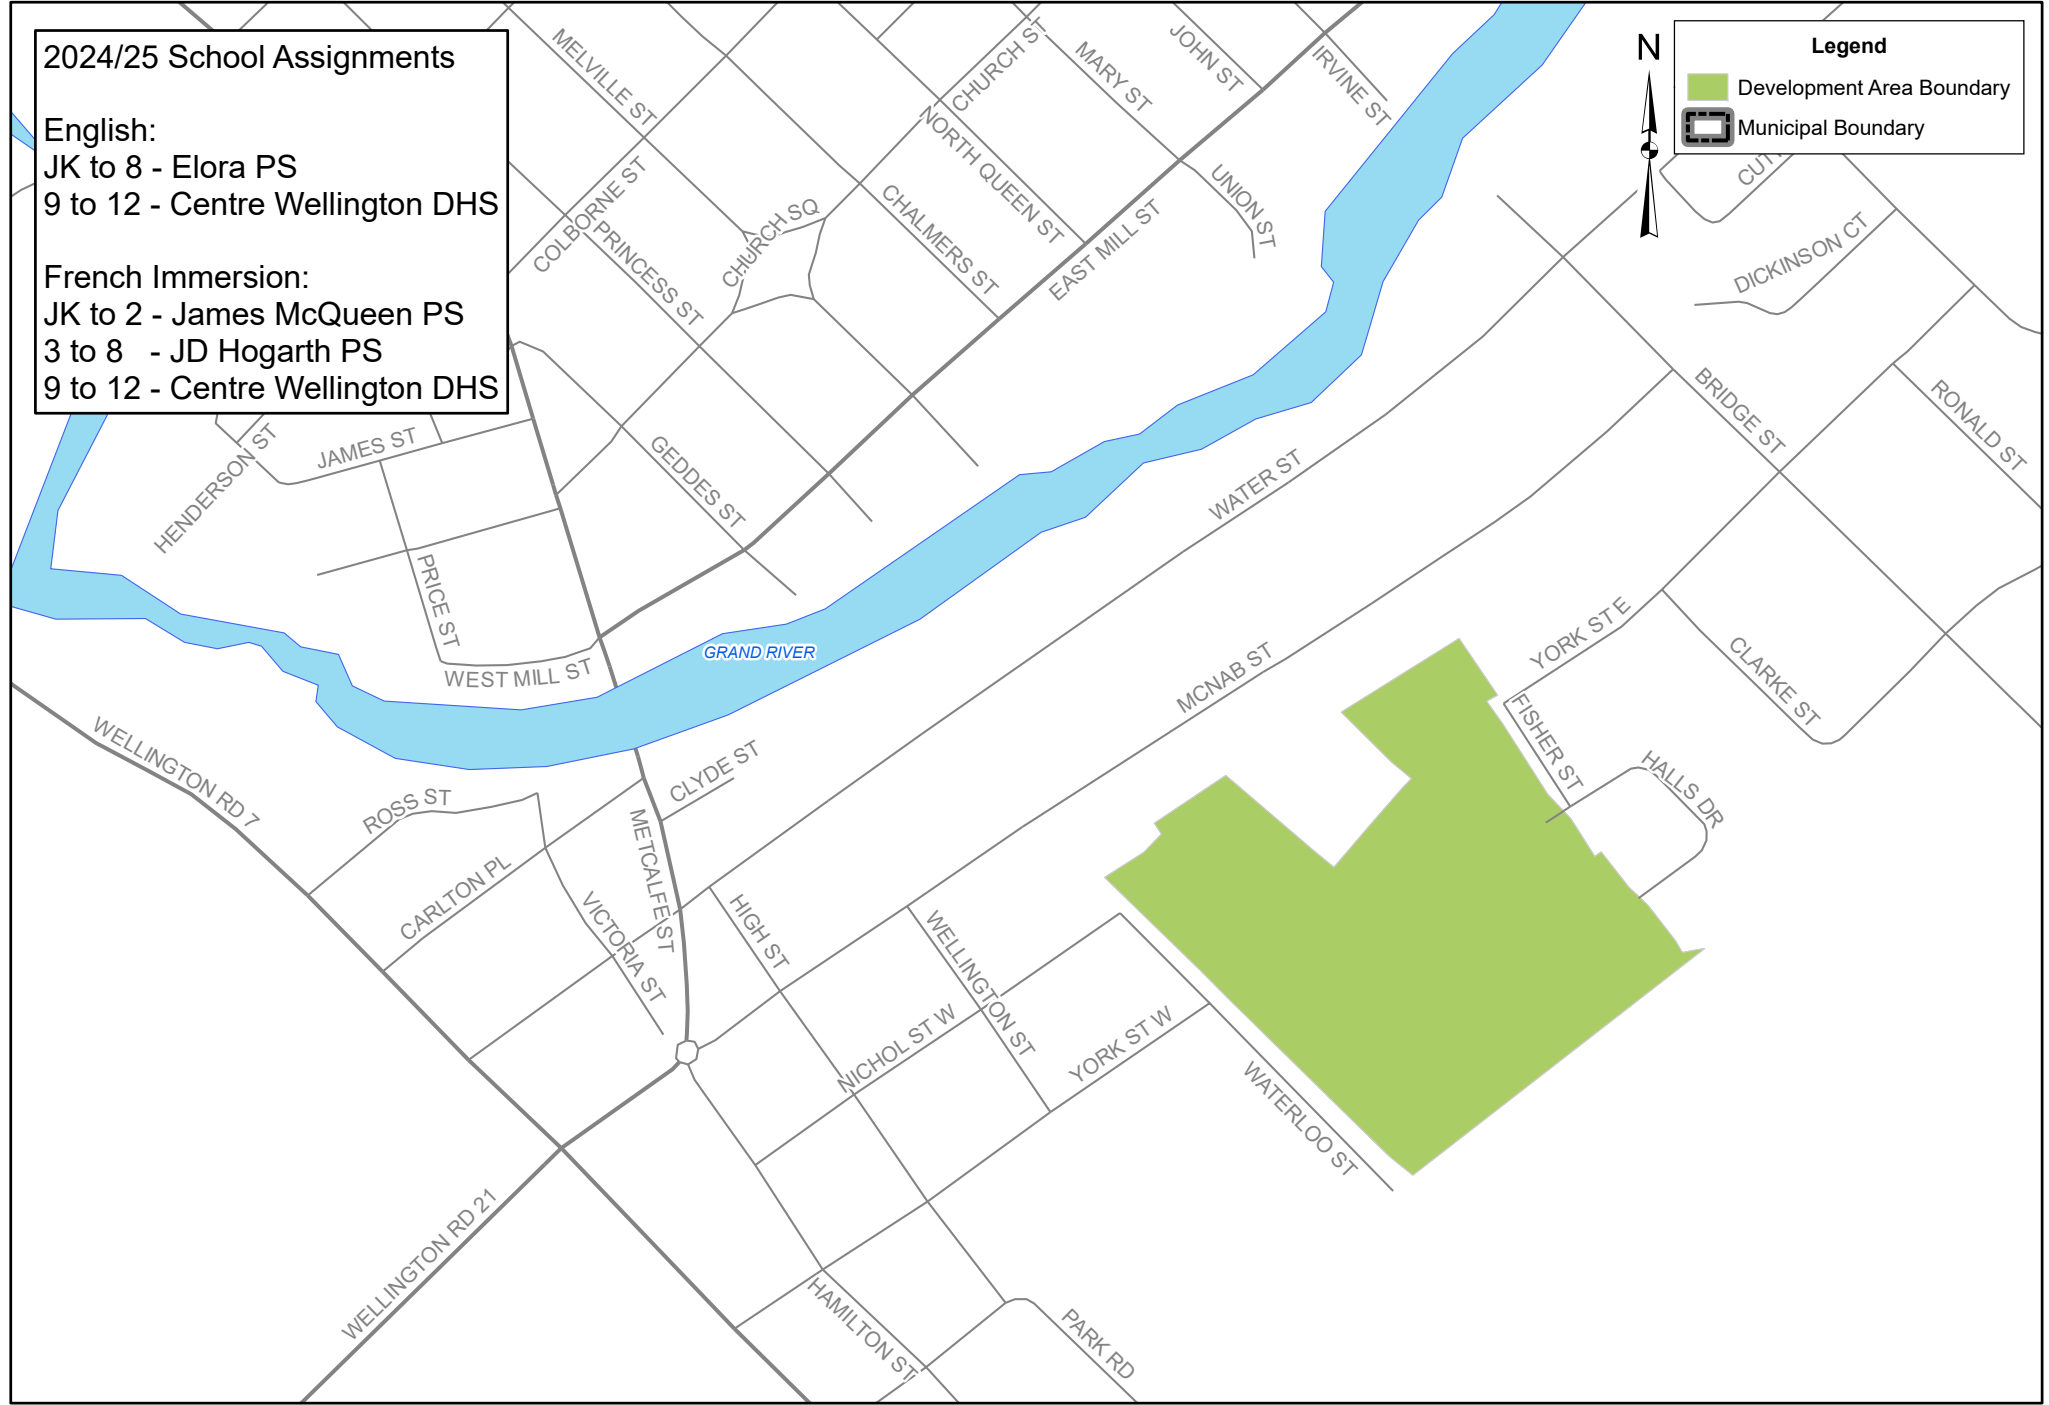 2024/25 School Assignments
English:
JK to 8 - Elora PS
9 to 12 - Centre Wellington DHS
French Immersion:
JK to 2 - James McQueen PS
3 to 8 - JD Hogarth PS
9 to 12 - Centre Wellington DHS
N
Legend
Development Area Boundary
Municipal Boundary
MELVILLE ST
CHURCH ST
MARY ST
JOHN ST
IRVINE ST
NORTH QUEEN ST
COLBORNE ST
PRINCESS ST
CHURCH SQ
CHALMERS ST
EAST MILL ST
UNION ST
DICKINSON CT
HENDERSON ST
JAMES ST
GEDDES ST
WATER ST
BRIDGE ST
RONALD ST
PRICE ST
WEST MILL ST
GRAND RIVER
MCNAB ST
YORK ST E
CLARKE ST
FISHER ST
HALLS DR
WELLINGTON RD 7
ROSS ST
CLYDE ST
CARLTON PL
METCALFE ST
VICTORIA ST
HIGH ST
WELLINGTON ST
NICHOL ST W
YORK ST W
WATERLOO ST
WELLINGTON RD 21
HAMILTON ST
PARK RD